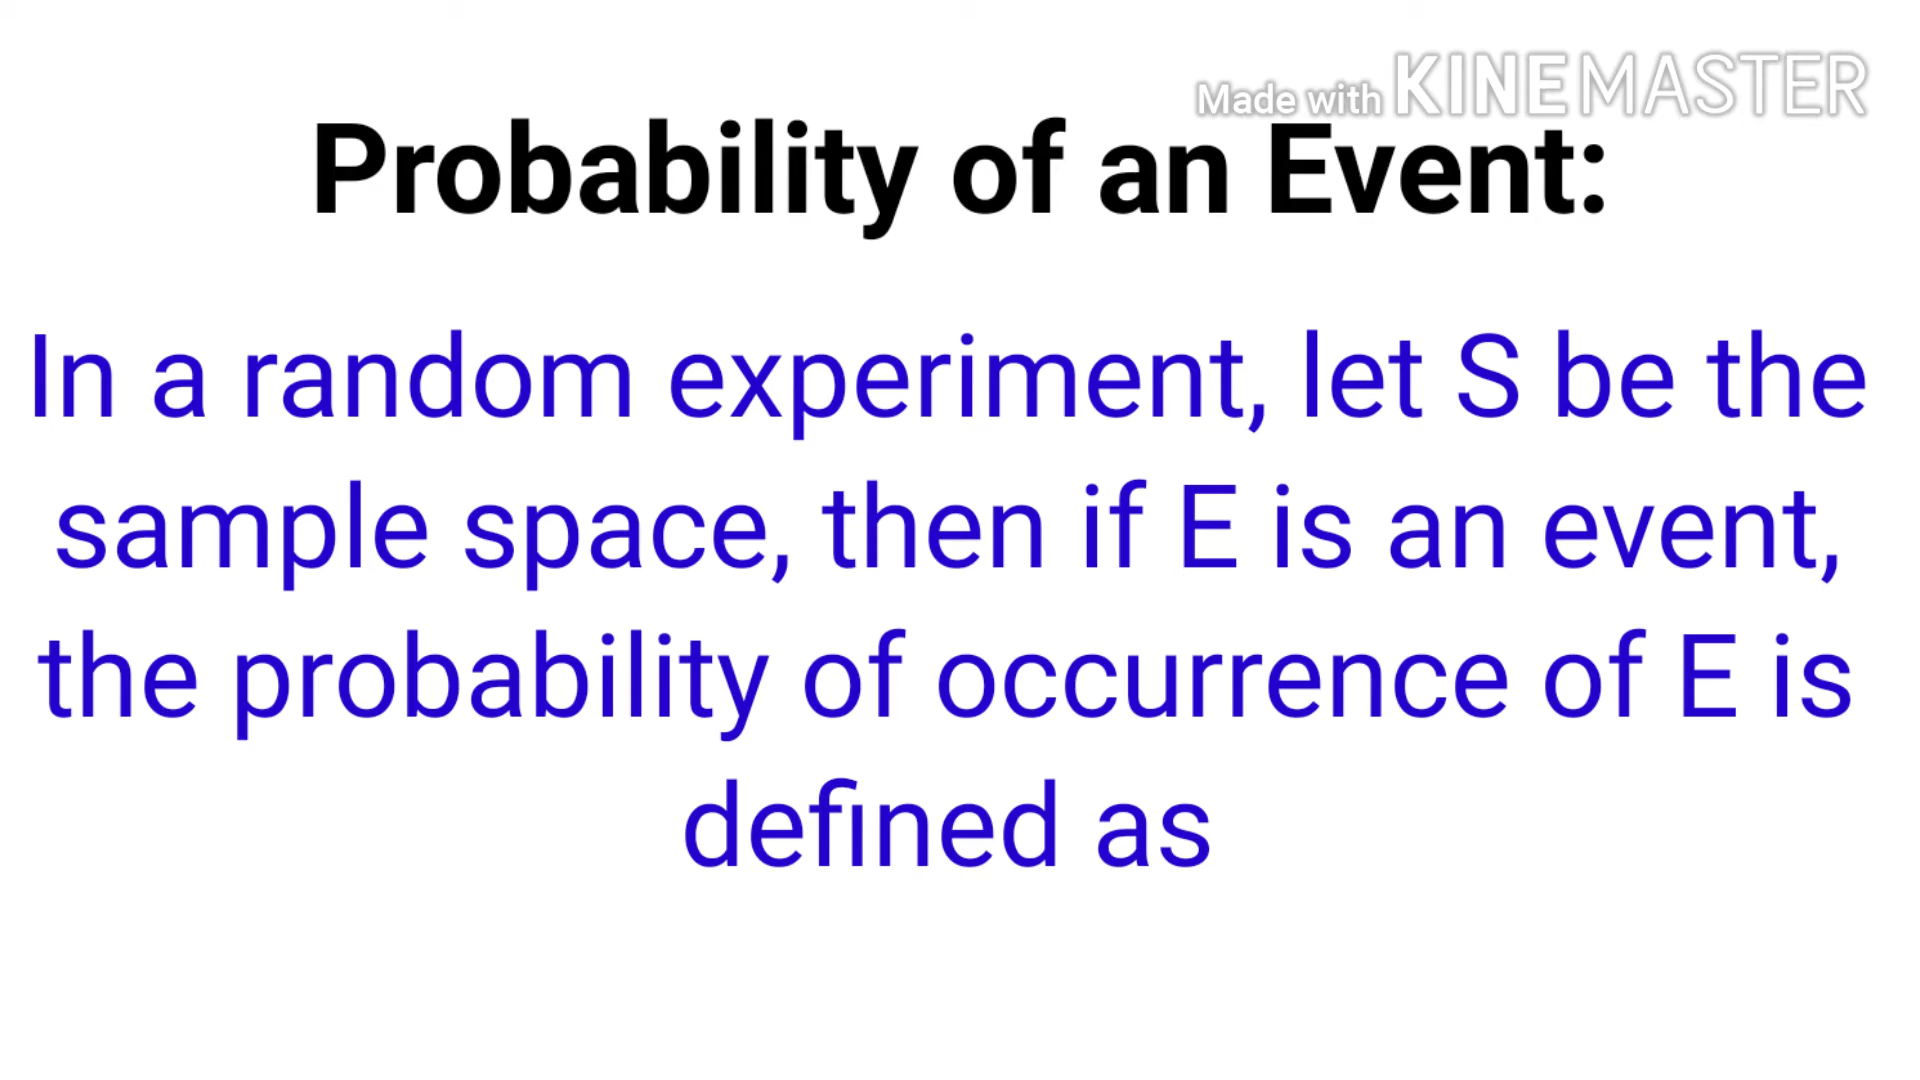 Made with KINEMASTER
Probability of an Event:
In a random experiment, let S be the
sample space, then if E is an event,
the probability of occurrence of E is
defined as